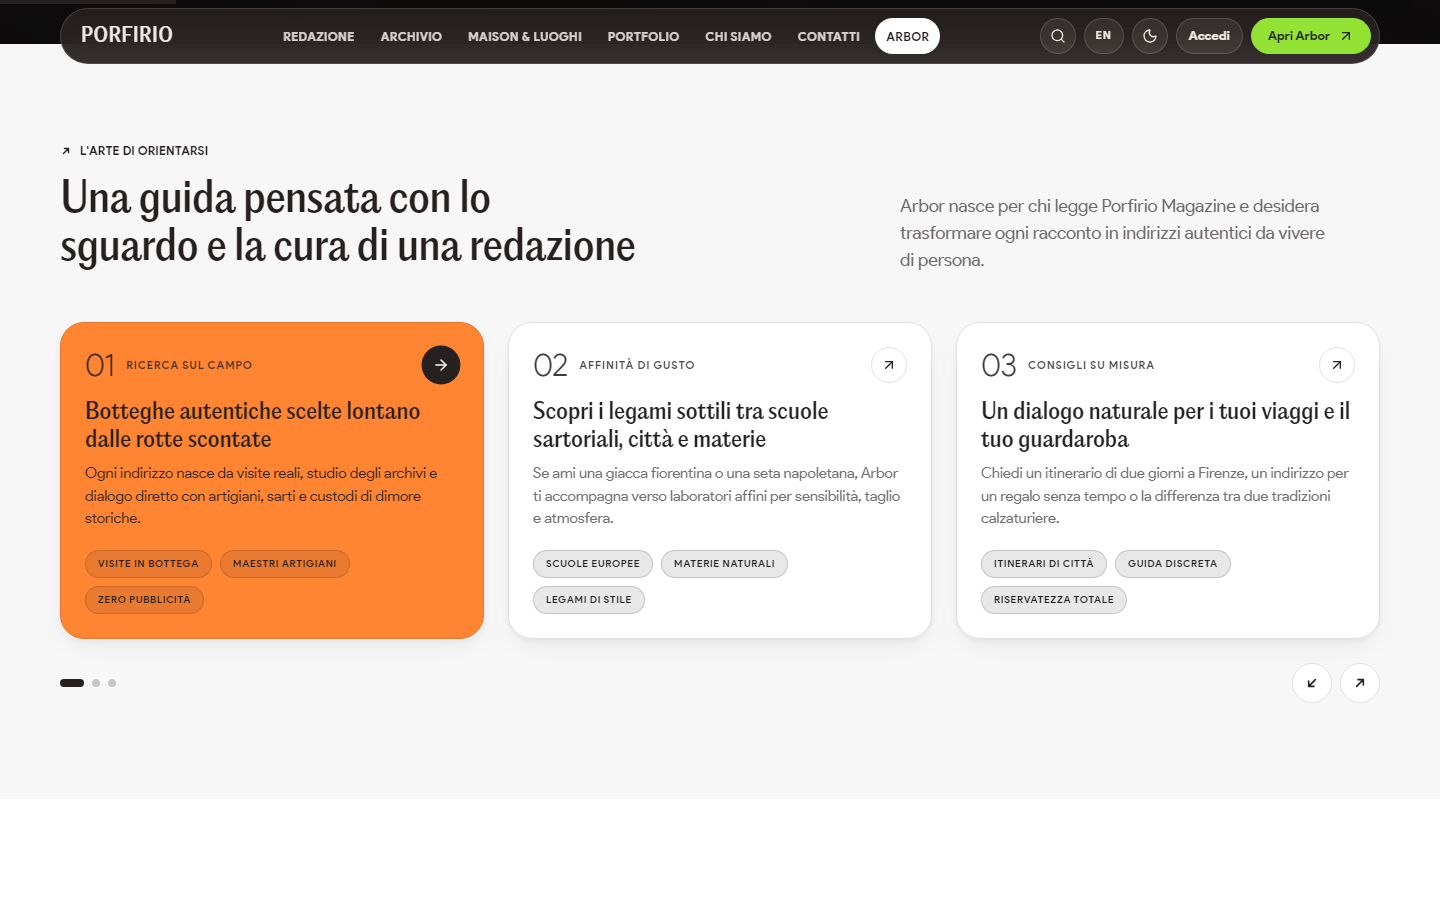 PORFIRIO
REDAZIONE ARCHIVIO MAISON & LUOGHI PORTFOLIO CHI SIAMO CONTATTI ARBOR
EN Accedi Apri Arbor
L'ARTE DI ORIENTARSI
Una guida pensata con lo
sguardo e la cura di una redazione
Arbor nasce per chi legge Porfirio Magazine e desidera
trasformare ogni racconto in indirizzi autentici da vivere
di persona.
01 RICERCA SUL CAMPO
Botteghe autentiche scelte lontano
dalle rotte scontate
Ogni indirizzo nasce da visite reali, studio degli archivi e
dialogo diretto con artigiani, sarti e custodi di dimore
storiche.
VISITE IN BOTTEGA MAESTRI ARTIGIANI
ZERO PUBBLICITÀ
02 AFFINITÀ DI GUSTO
Scopri i legami sottili tra scuole
sartoriali, città e materie
Se ami una giacca fiorentina o una seta napoletana, Arbor
ti accompagna verso laboratori affini per sensibilità, taglio
e atmosfera.
SCUOLE EUROPEE MATERIE NATURALI
LEGAMI DI STILE
03 CONSIGLI SU MISURA
Un dialogo naturale per i tuoi viaggi e il
tuo guardaroba
Chiedi un itinerario di due giorni a Firenze, un indirizzo per
un regalo senza tempo o la differenza tra due tradizioni
calzaturiere.
ITINERARI DI CITTÀ GUIDA DISCRETA
RISERVATEZZA TOTALE